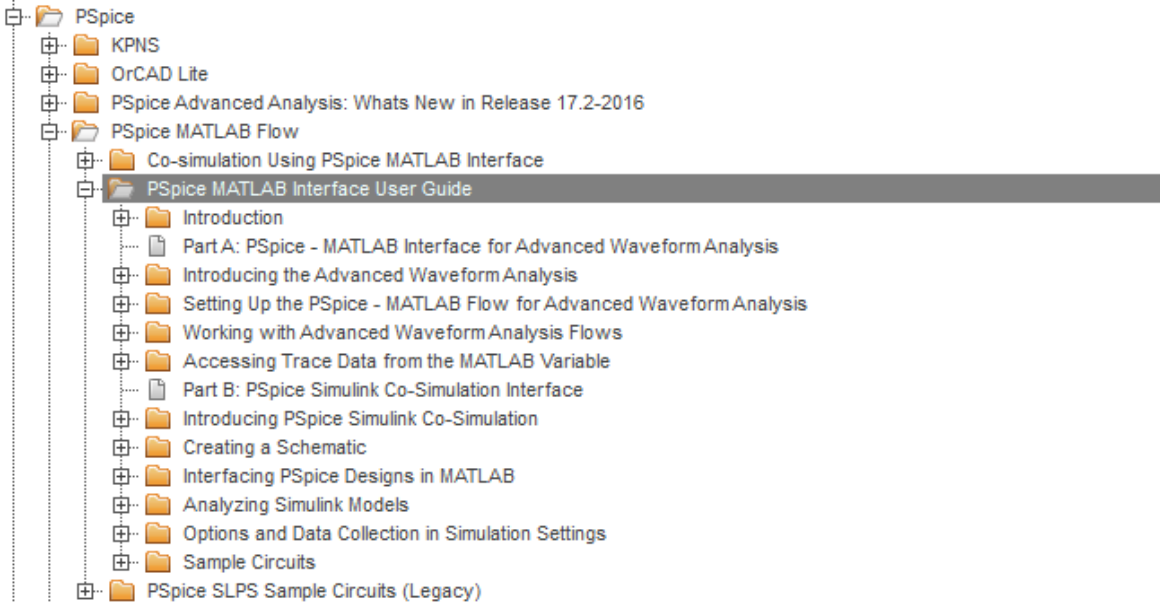 PSpice
KPNS
OrCAD Lite
PSpice Advanced Analysis: Whats New in Release 17.2-2016
PSpice MATLAB Flow
Co-simulation Using PSpice MATLAB Interface
PSpice MATLAB Interface User Guide
Introduction
Part A: PSpice - MATLAB Interface for Advanced Waveform Analysis
Introducing the Advanced Waveform Analysis
Setting Up the PSpice - MATLAB Flow for Advanced Waveform Analysis
Working with Advanced Waveform Analysis Flows
Accessing Trace Data from the MATLAB Variable
Part B: PSpice Simulink Co-Simulation Interface
Introducing PSpice Simulink Co-Simulation
Creating a Schematic
Interfacing PSpice Designs in MATLAB
Analyzing Simulink Models
Options and Data Collection in Simulation Settings
Sample Circuits
PSpice SLPS Sample Circuits (Legacy)